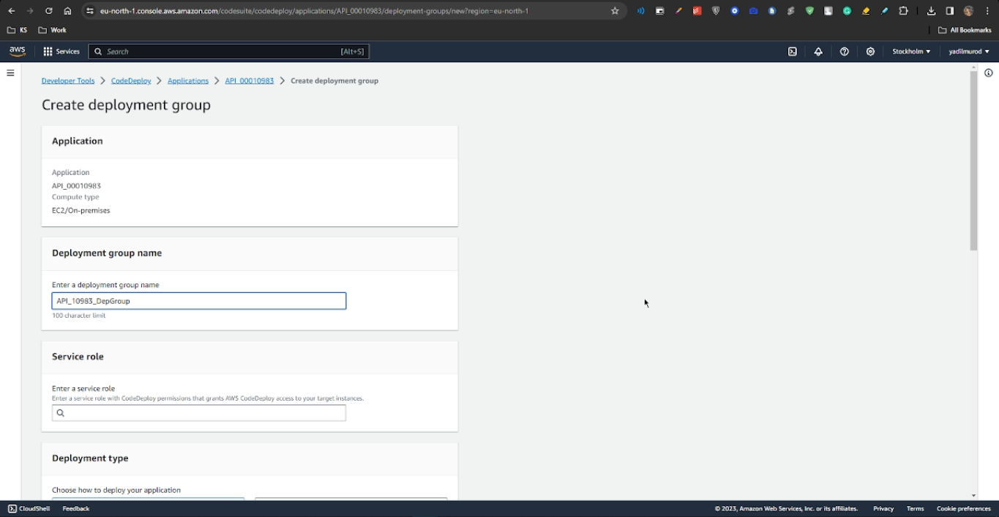 eu-north-1.console.aws.amazon.com/codesuite/codedeploy/applications/API_00010983/deployment-groups/new?region=eu-north-1
KS Work All Bookmarks
aws Services Search [Alt+S] Stockholm yadilmurod
Developer Tools > CodeDeploy > Applications > API_00010983 > Create deployment group
Create deployment group
Application
Application
API_00010983
Compute type
EC2/On-premises
Deployment group name
Enter a deployment group name
API_10983_DepGroup
100 character limit
Service role
Enter a service role
Enter a service role with CodeDeploy permissions that grants AWS CodeDeploy access to your target instances.
Deployment type
Choose how to deploy your application
CloudShell Feedback © 2023, Amazon Web Services, Inc. or its affiliates. Privacy Terms Cookie preferences